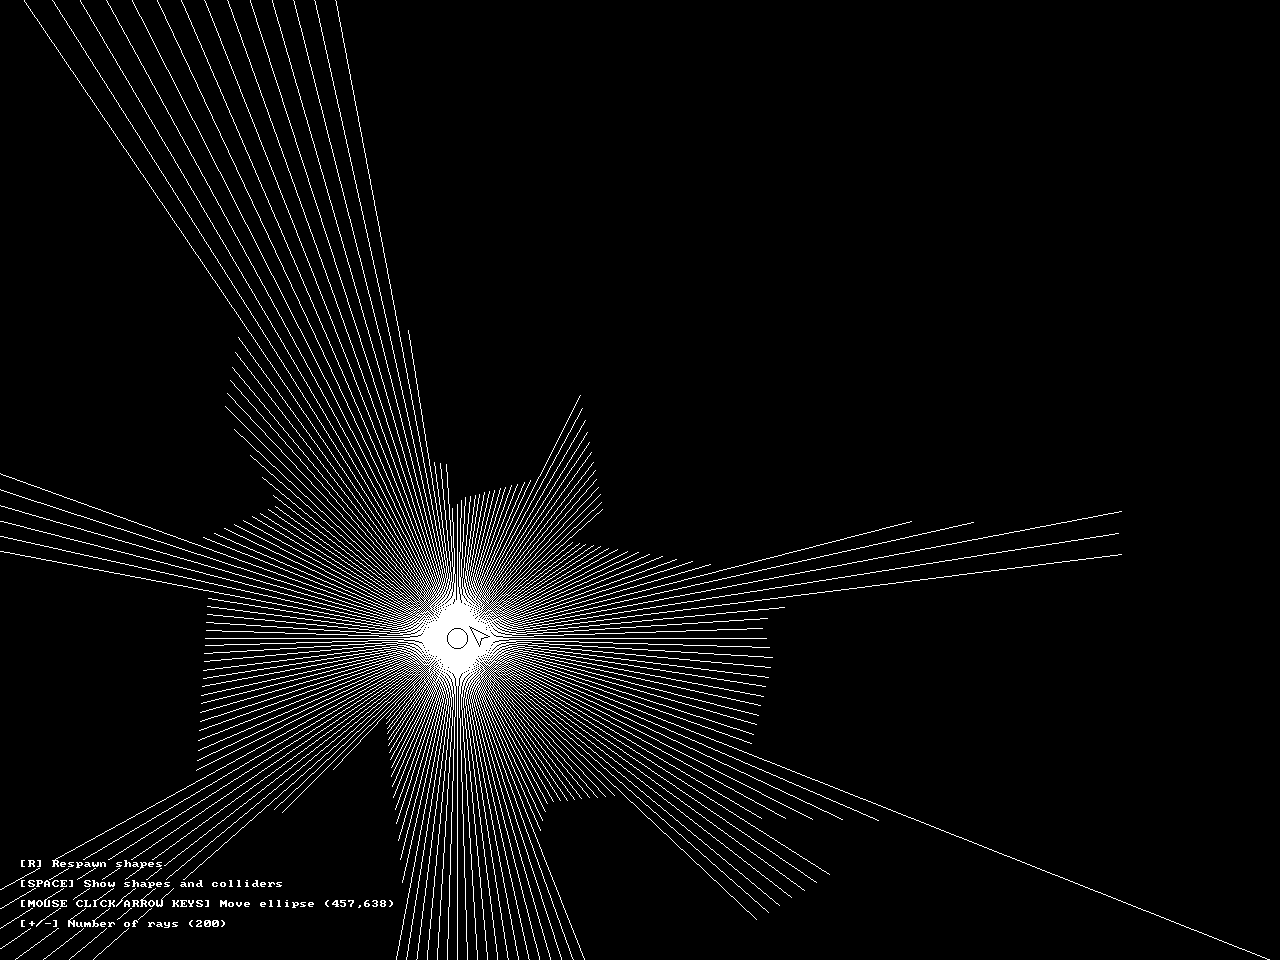 [R] Respawn shapes
[SPACE] Show shapes and colliders
[MOUSE CLICK/ARROW KEYS] Move ellipse (457,638)
[+/-] Number of rays (200)